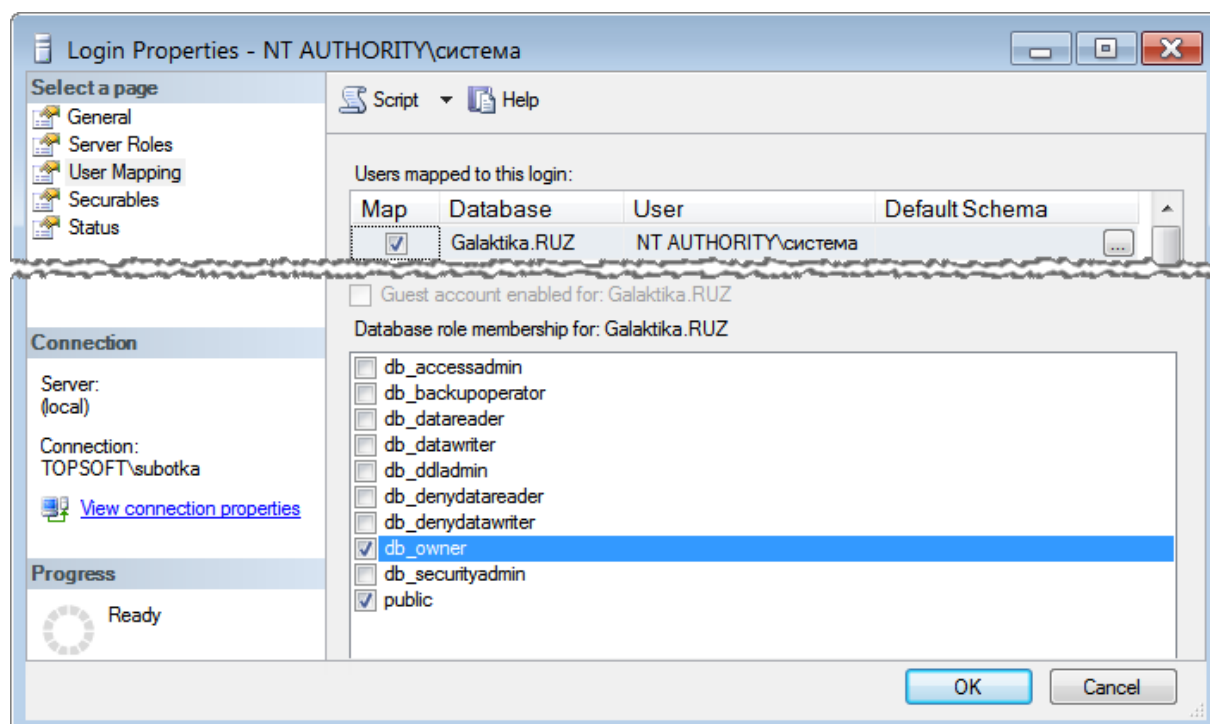 Login Properties - NT AUTHORITY\система
Select a page
General
Server Roles
User Mapping
Securables
Status
Script
Help
Users mapped to this login:
Map Database User Default Schema
Galaktika.RUZ NT AUTHORITY\система ...
Guest account enabled for: Galaktika.RUZ
Database role membership for: Galaktika.RUZ
db_accessadmin
db_backupoperator
db_datareader
db_datawriter
db_ddladmin
db_denydatareader
db_denydatawriter
db_owner
db_securityadmin
public
Connection
Server:
(local)
Connection:
TOPSOFT\subotka
View connection properties
Progress
Ready
OK
Cancel